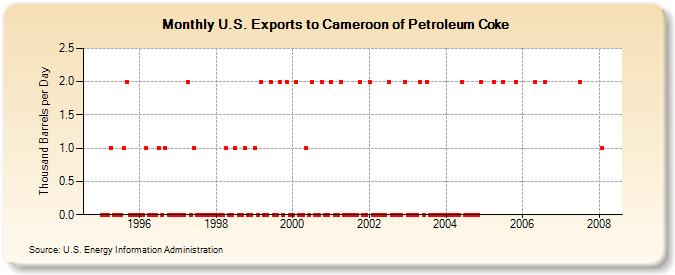 Monthly U.S. Exports to Cameroon of Petroleum Coke
Thousand Barrels per Day
2.5
2.0
1.5
1.0
0.5
0.0
1996 1998 2000 2002 2004 2006 2008
Source: U.S. Energy Information Administration